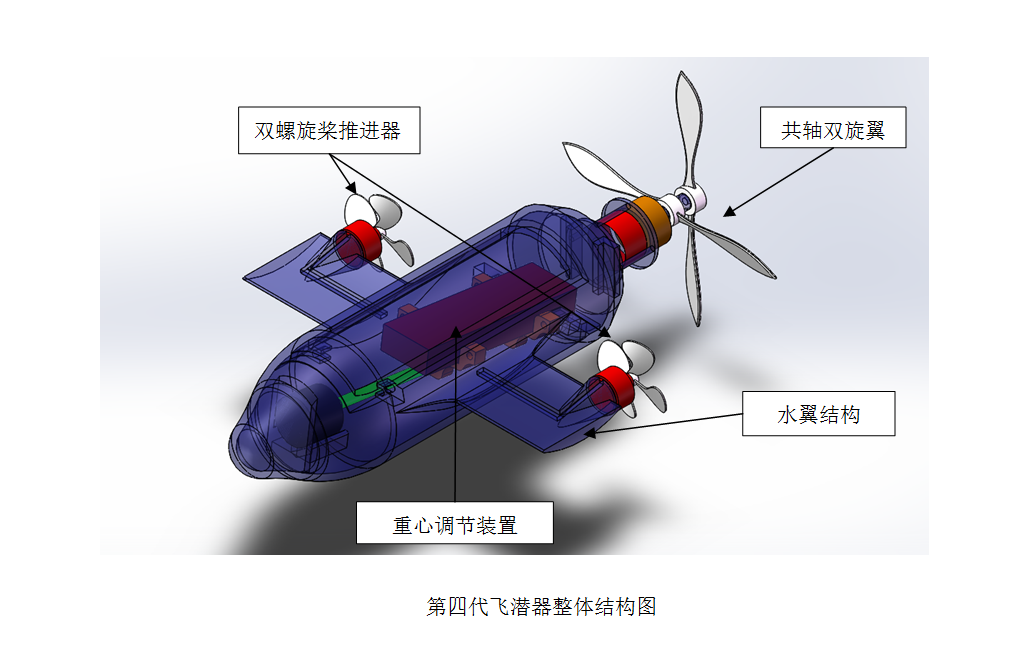 双螺旋桨推进器
共轴双旋翼
水翼结构
重心调节装置
第四代飞潜器整体结构图